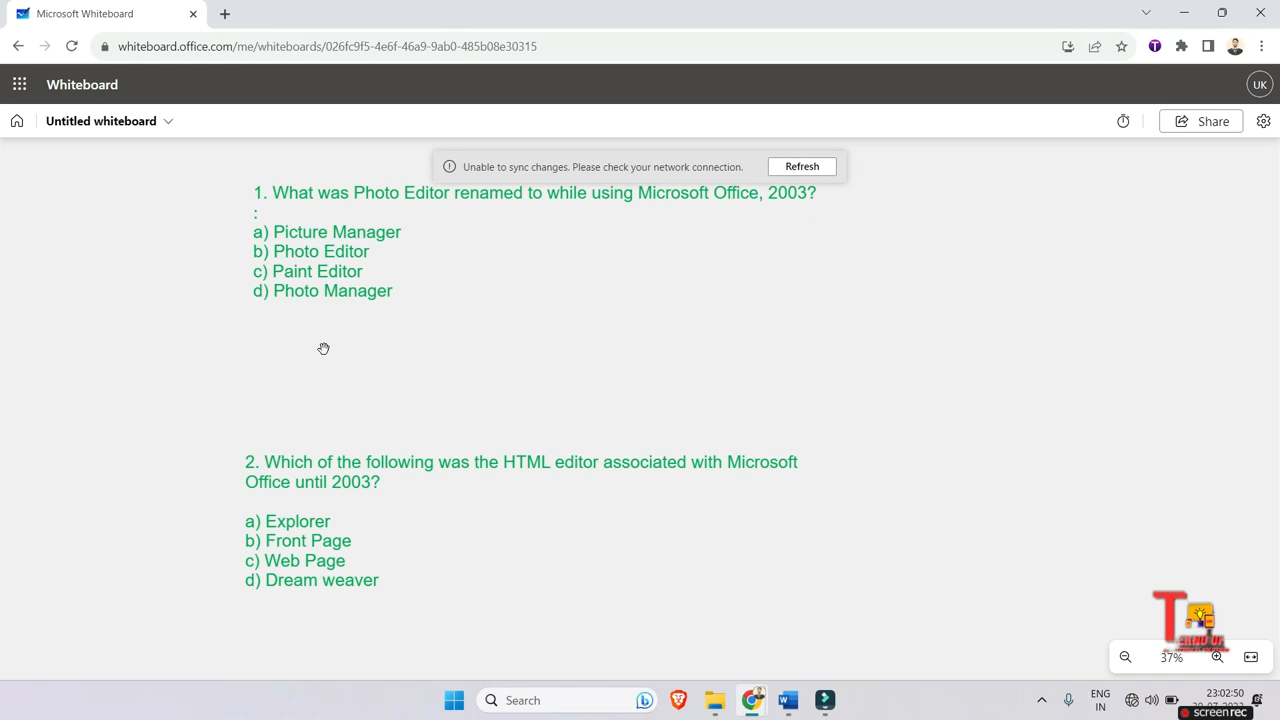 Microsoft Whiteboard
whiteboard.office.com/me/whiteboards/026fc9f5-4e6f-46a9-9ab0-485b08e30315
Whiteboard
UK
Untitled whiteboard
Share
Unable to sync changes. Please check your network connection.
Refresh
1. What was Photo Editor renamed to while using Microsoft Office, 2003?
:
a) Picture Manager
b) Photo Editor
c) Paint Editor
d) Photo Manager
2. Which of the following was the HTML editor associated with Microsoft
Office until 2003?
a) Explorer
b) Front Page
c) Web Page
d) Dream weaver
37%
Search
ENG
IN
23:02:50
screenrec